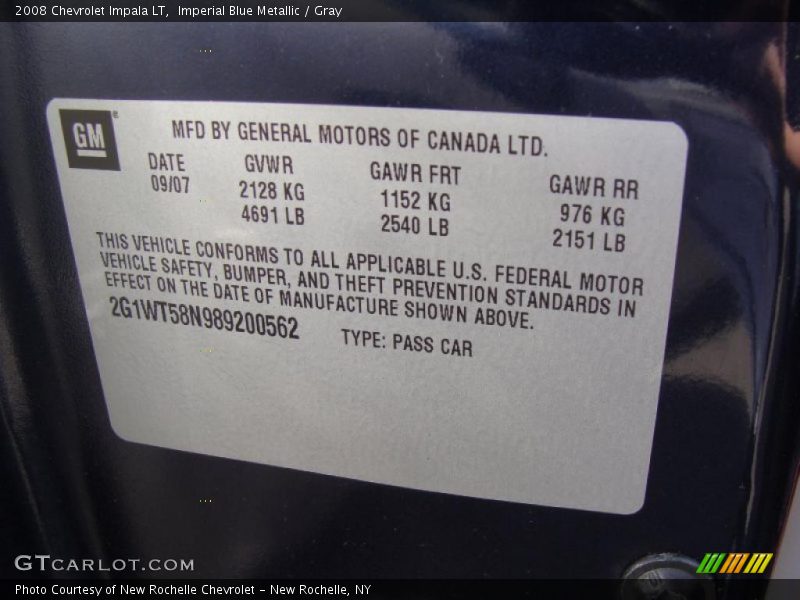 2008 Chevrolet Impala LT,  Imperial Blue Metallic / Gray
GM
MFD BY GENERAL MOTORS OF CANADA LTD.
DATE GVWR GAWR FRT GAWR RR
09/07 2128 KG 1152 KG 976 KG
4691 LB 2540 LB 2151 LB
THIS VEHICLE CONFORMS TO ALL APPLICABLE U.S. FEDERAL MOTOR
VEHICLE SAFETY, BUMPER, AND THEFT PREVENTION STANDARDS IN
EFFECT ON THE DATE OF MANUFACTURE SHOWN ABOVE.
2G1WT58N989200562 TYPE: PASS CAR
GTCARLOT.COM
Photo Courtesy of New Rochelle Chevrolet - New Rochelle, NY